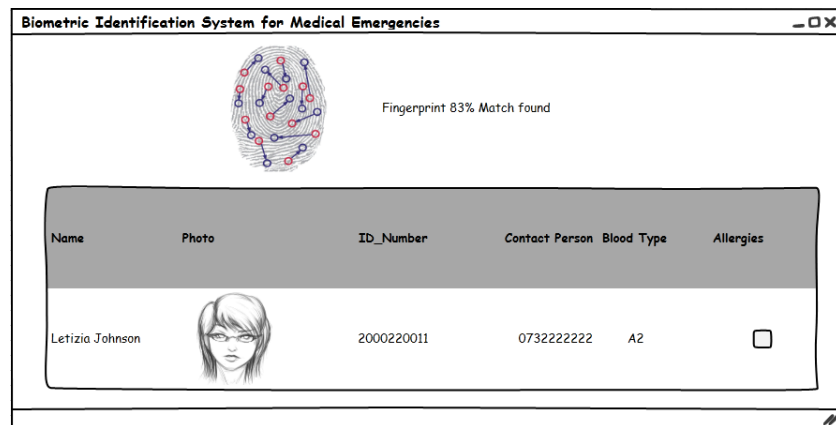 Biometric Identification System for Medical Emergencies
Fingerprint 83% Match found
Name Photo ID_Number Contact Person Blood Type Allergies
Letizia Johnson 2000220011 0732222222 A2